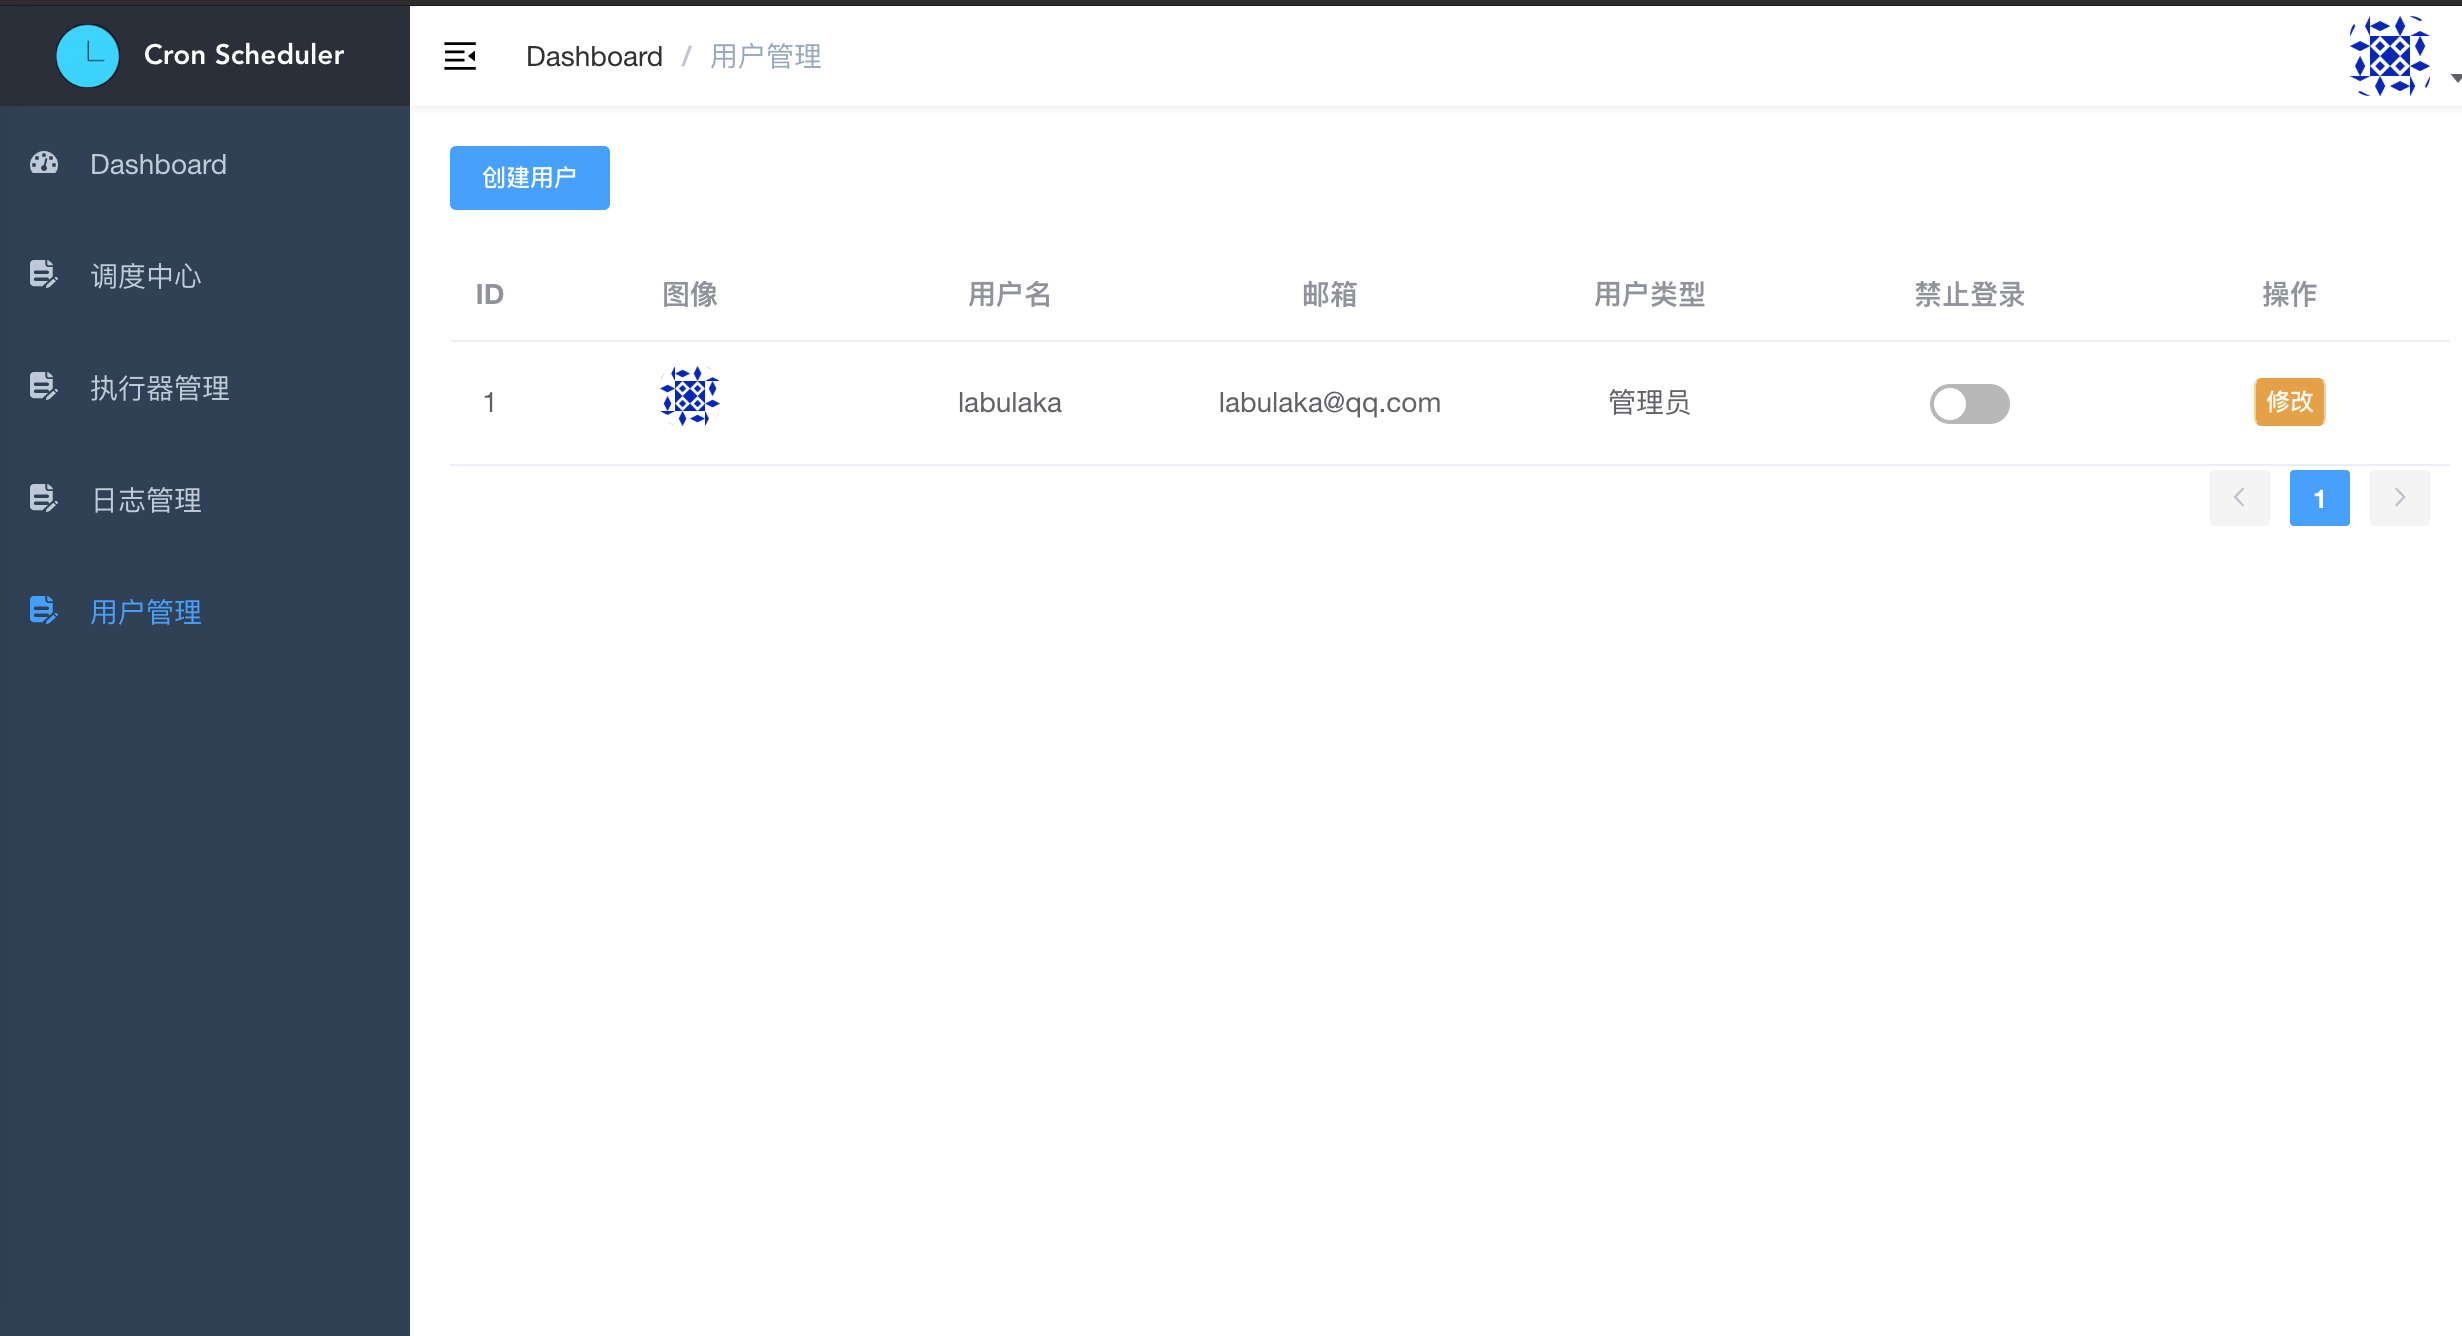 Cron Scheduler
Dashboard / 用户管理
Dashboard
调度中心
执行器管理
日志管理
用户管理
创建用户
ID 图像 用户名 邮箱 用户类型 禁止登录 操作
1 labulaka labulaka@qq.com 管理员 修改
1